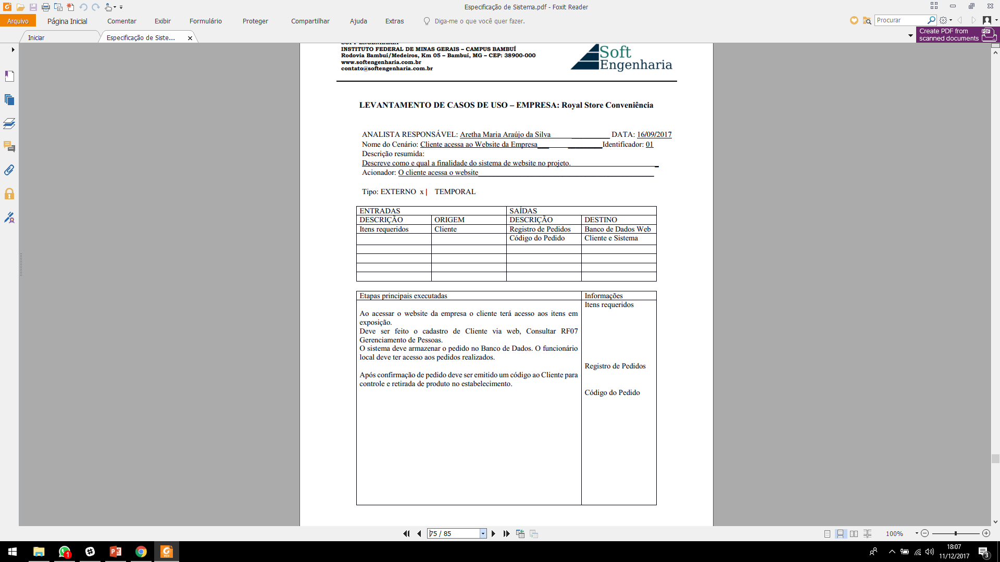 Especificação de Sistema.pdf - Foxit Reader
Arquivo Página Inicial Comentar Exibir Formulário Proteger Compartilhar Ajuda Extras Diga-me o que você quer fazer. Procurar
Iniciar Especificação de Siste... Create PDF from
scanned documents
INSTITUTO FEDERAL DE MINAS GERAIS – CAMPUS BAMBUÍ
Rodovia Bambuí/Medeiros, Km 05 – Bambuí, MG – CEP: 38900-000
www.softengenharia.com.br
contato@softengenharia.com.br
Soft
Engenharia
LEVANTAMENTO DE CASOS DE USO – EMPRESA: Royal Store Conveniência
ANALISTA RESPONSÁVEL: Aretha Maria Araújo da Silva DATA: 16/09/2017
Nome do Cenário: Cliente acessa ao Website da Empresa Identificador: 01
Descrição resumida:
Descreve como e qual a finalidade do sistema de website no projeto.
Acionador: O cliente acessa o website
Tipo: EXTERNO x | TEMPORAL
ENTRADAS SAÍDAS
DESCRIÇÃO ORIGEM DESCRIÇÃO DESTINO
Itens requeridos Cliente Registro de Pedidos Banco de Dados Web
Código do Pedido Cliente e Sistema
Etapas principais executadas Informações
Itens requeridos
Ao acessar o website da empresa o cliente terá acesso aos itens em
exposição.
Deve ser feito o cadastro de Cliente via web, Consultar RF07
Gerenciamento de Pessoas.
O sistema deve armazenar o pedido no Banco de Dados. O funcionário
local deve ter acesso aos pedidos realizados.
Registro de Pedidos
Após confirmação de pedido deve ser emitido um código ao Cliente para
controle e retirada de produto no estabelecimento.
Código do Pedido
75 / 85 100%
18:07
11/12/2017
1
3